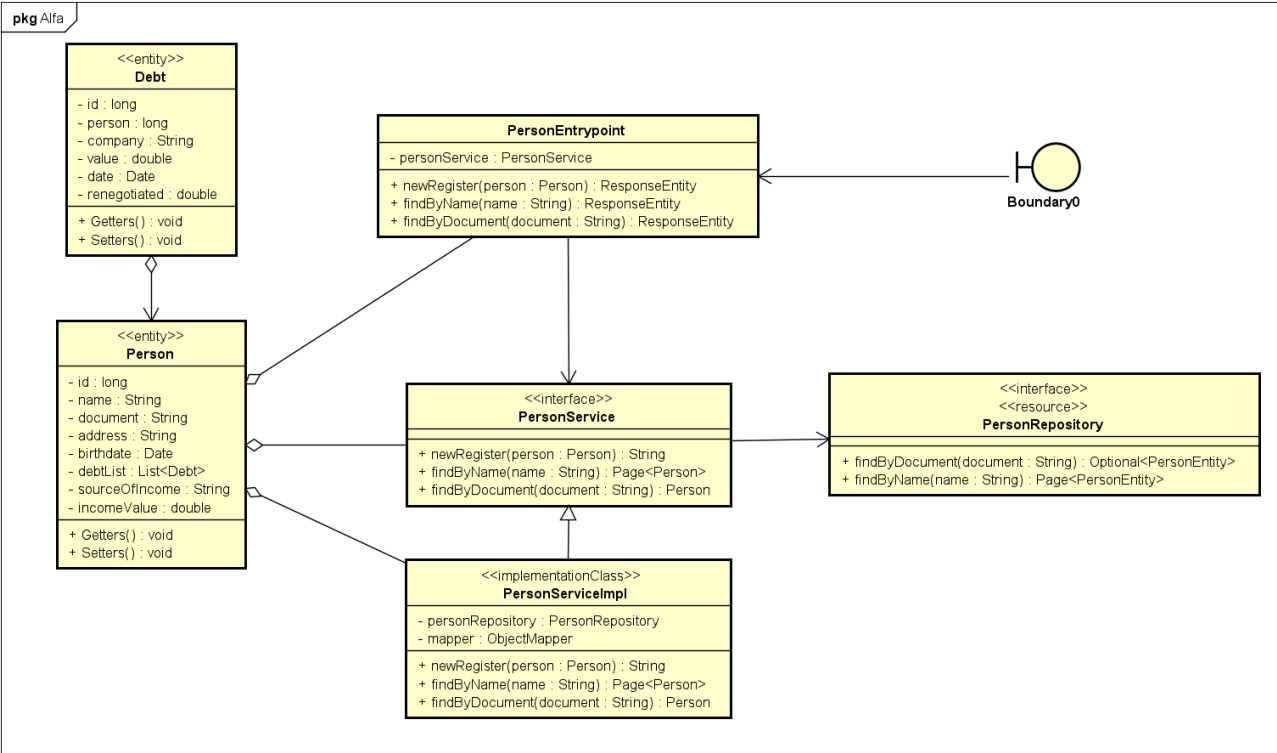 pkg Alfa
<<entity>>
Debt
- id : long
- person : long
- company : String
- value : double
- date : Date
- renegotiated : double
+ Getters() : void
+ Setters() : void
PersonEntrypoint
- personService : PersonService
+ newRegister(person : Person) : ResponseEntity
+ findByName(name : String) : ResponseEntity
+ findByDocument(document : String) : ResponseEntity
Boundary0
<<entity>>
Person
- id : long
- name : String
- document : String
- address : String
- birthdate : Date
- debtList : List<Debt>
- sourceOfIncome : String
- incomeValue : double
+ Getters() : void
+ Setters() : void
<<interface>>
PersonService
+ newRegister(person : Person) : String
+ findByName(name : String) : Page<Person>
+ findByDocument(document : String) : Person
<<interface>>
<<resource>>
PersonRepository
+ findByDocument(document : String) : Optional<PersonEntity>
+ findByName(name : String) : Page<PersonEntity>
<<implementationClass>>
PersonServiceImpl
- personRepository : PersonRepository
- mapper : ObjectMapper
+ newRegister(person : Person) : String
+ findByName(name : String) : Page<Person>
+ findByDocument(document : String) : Person